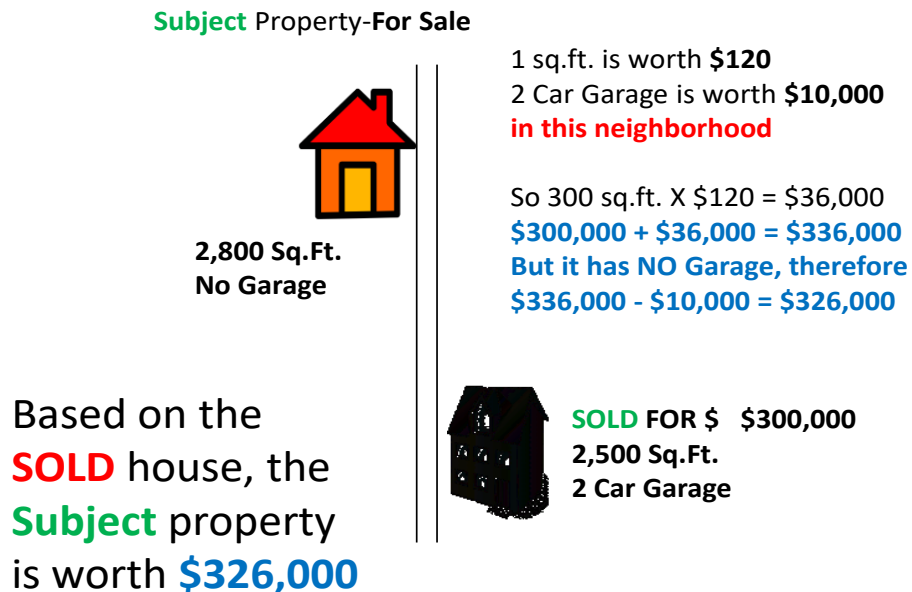 Subject Property-For Sale
1 sq.ft. is worth $120
2 Car Garage is worth $10,000
in this neighborhood
So 300 sq.ft. X $120 = $36,000
$300,000 + $36,000 = $336,000
But it has NO Garage, therefore
$336,000 - $10,000 = $326,000
2,800 Sq.Ft.
No Garage
SOLD FOR $ $300,000
2,500 Sq.Ft.
2 Car Garage
Based on the
SOLD house, the
Subject property
is worth $326,000